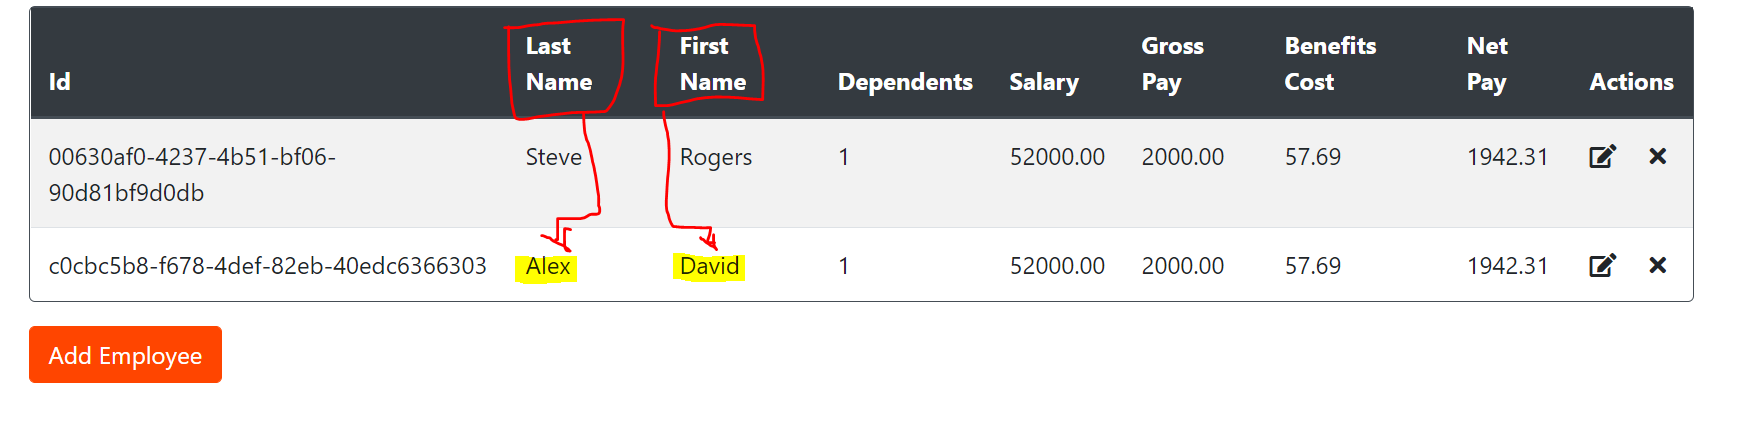 Id Last Name First Name Dependents Salary Gross Pay Benefits Cost Net Pay Actions
00630af0-4237-4b51-bf06-90d81bf9d0db Steve Rogers 1 52000.00 2000.00 57.69 1942.31
c0cbc5b8-f678-4def-82eb-40edc6366303 Alex David 1 52000.00 2000.00 57.69 1942.31
Add Employee